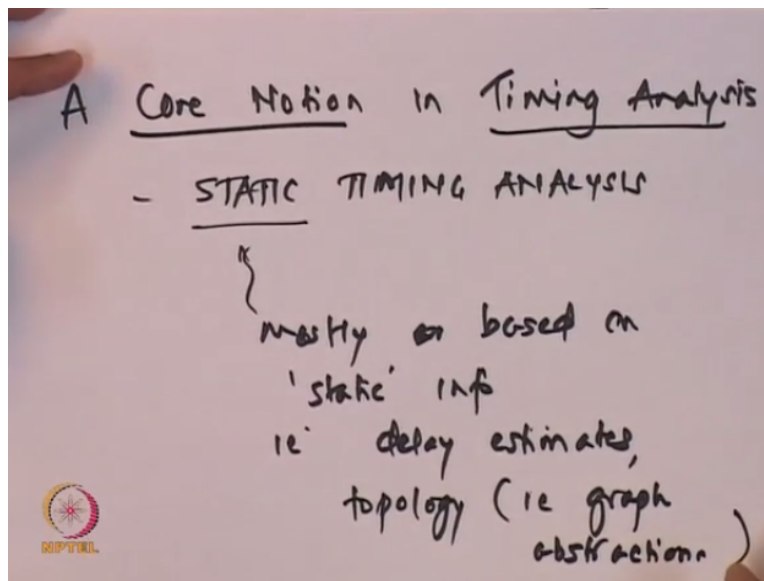 A Core Notion in Timing Analysis
- STATIC TIMING ANALYSIS
mostly based on
'static' info
ie delay estimates,
topology (ie graph
abstraction)
NPTEL